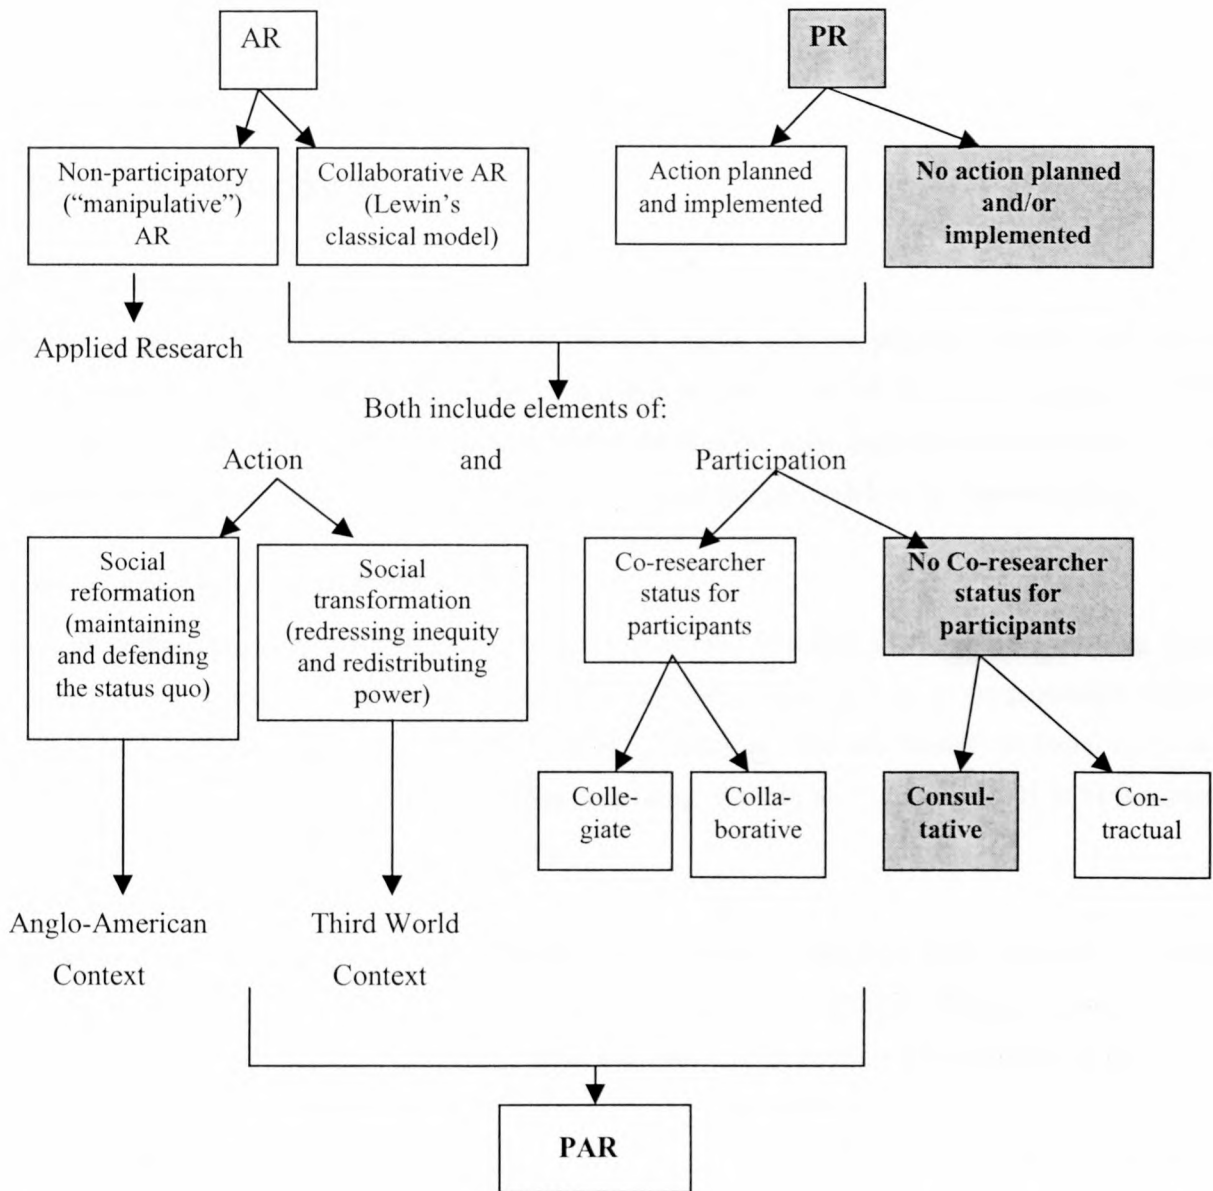 AR
PR
Non-participatory
(“manipulative”)
AR
Collaborative AR
(Lewin’s
classical model)
Action planned
and implemented
No action planned
and/or
implemented
Applied Research
Both include elements of:
Action and Participation
Social
reformation
(maintaining
and defending
the status quo)
Social
transformation
(redressing inequity
and redistributing
power)
Co-researcher
status for
participants
No Co-researcher
status for
participants
Colle-
giate
Colla-
borative
Consul-
tative
Con-
tractual
Anglo-American
Context
Third World
Context
PAR